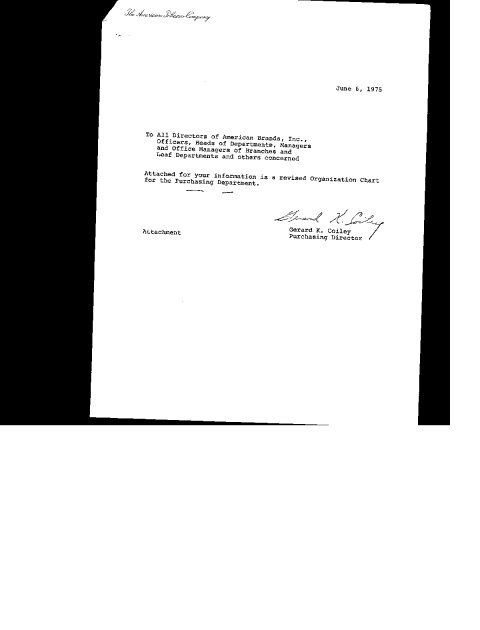 The American Tobacco Company
June 6, 1975
To All Directors of American Brands, Inc.,
Officers, Heads of Departments, Managers
and Office Managers of Branches and
Leaf Departments and others concerned
Attached for your information is a revised Organization Chart
for the Purchasing Department.
Gerard K. Coiley
Attachment
Gerard K. Coiley
Purchasing Director